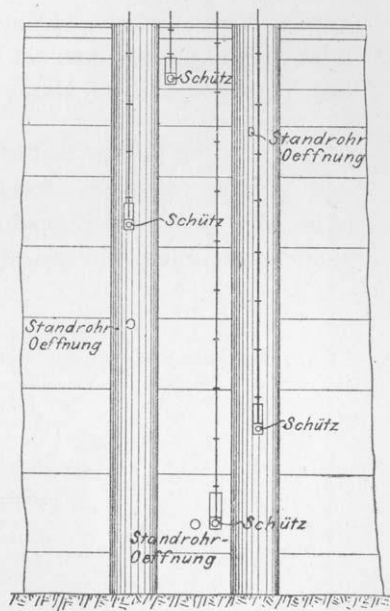 Schütz
Standrohr
Oeffnung
Schütz
Standrohr
Oeffnung
Schütz
Schütz
Standrohr-
Oeffnung